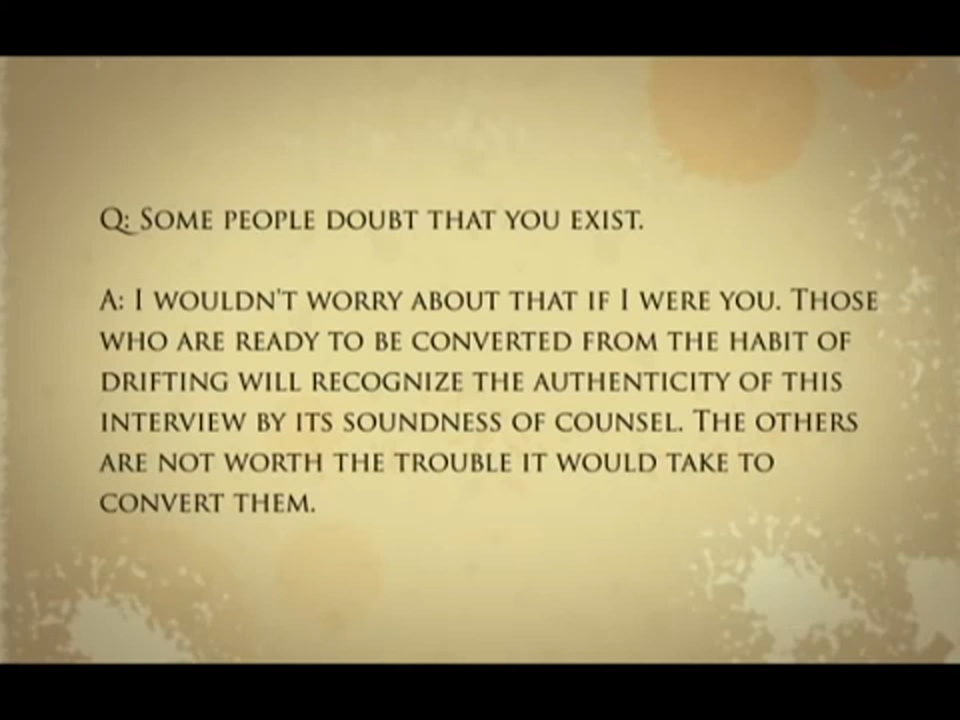 Q: Some people doubt that you exist.
A: I wouldn't worry about that if I were you. Those
who are ready to be converted from the habit of
drifting will recognize the authenticity of this
interview by its soundness of counsel. The others
are not worth the trouble it would take to
convert them.